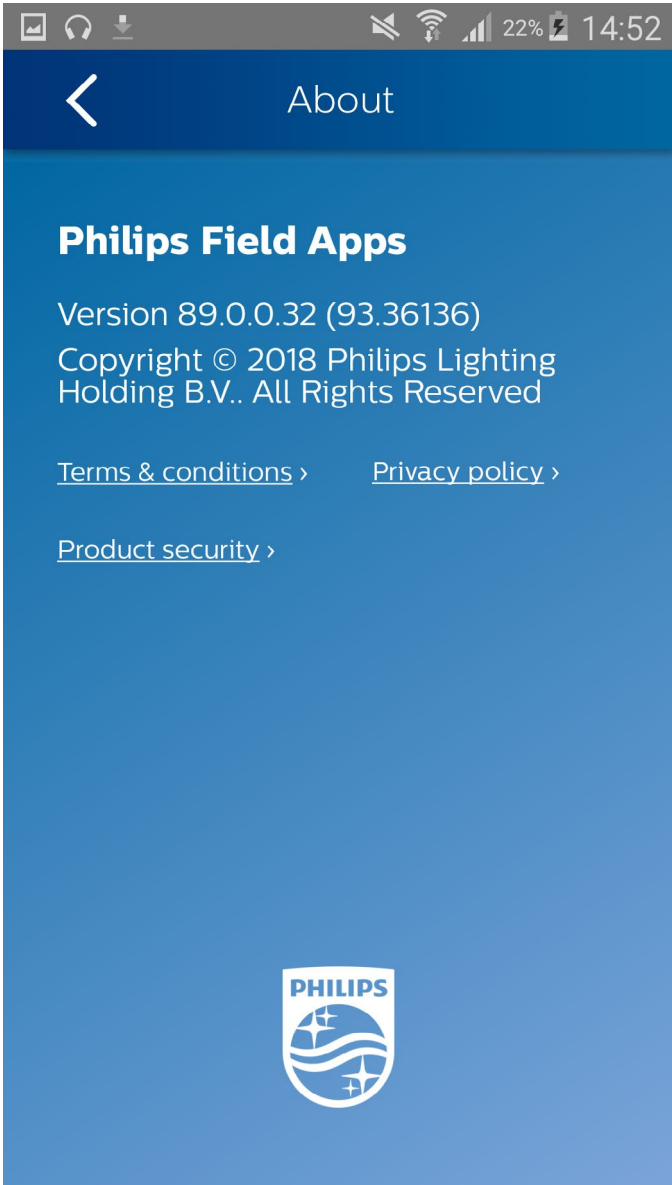 22% 14:52
About
Philips Field Apps
Version 89.0.0.32 (93.36136)
Copyright © 2018 Philips Lighting
Holding B.V.. All Rights Reserved
Terms & conditions › Privacy policy ›
Product security ›
PHILIPS